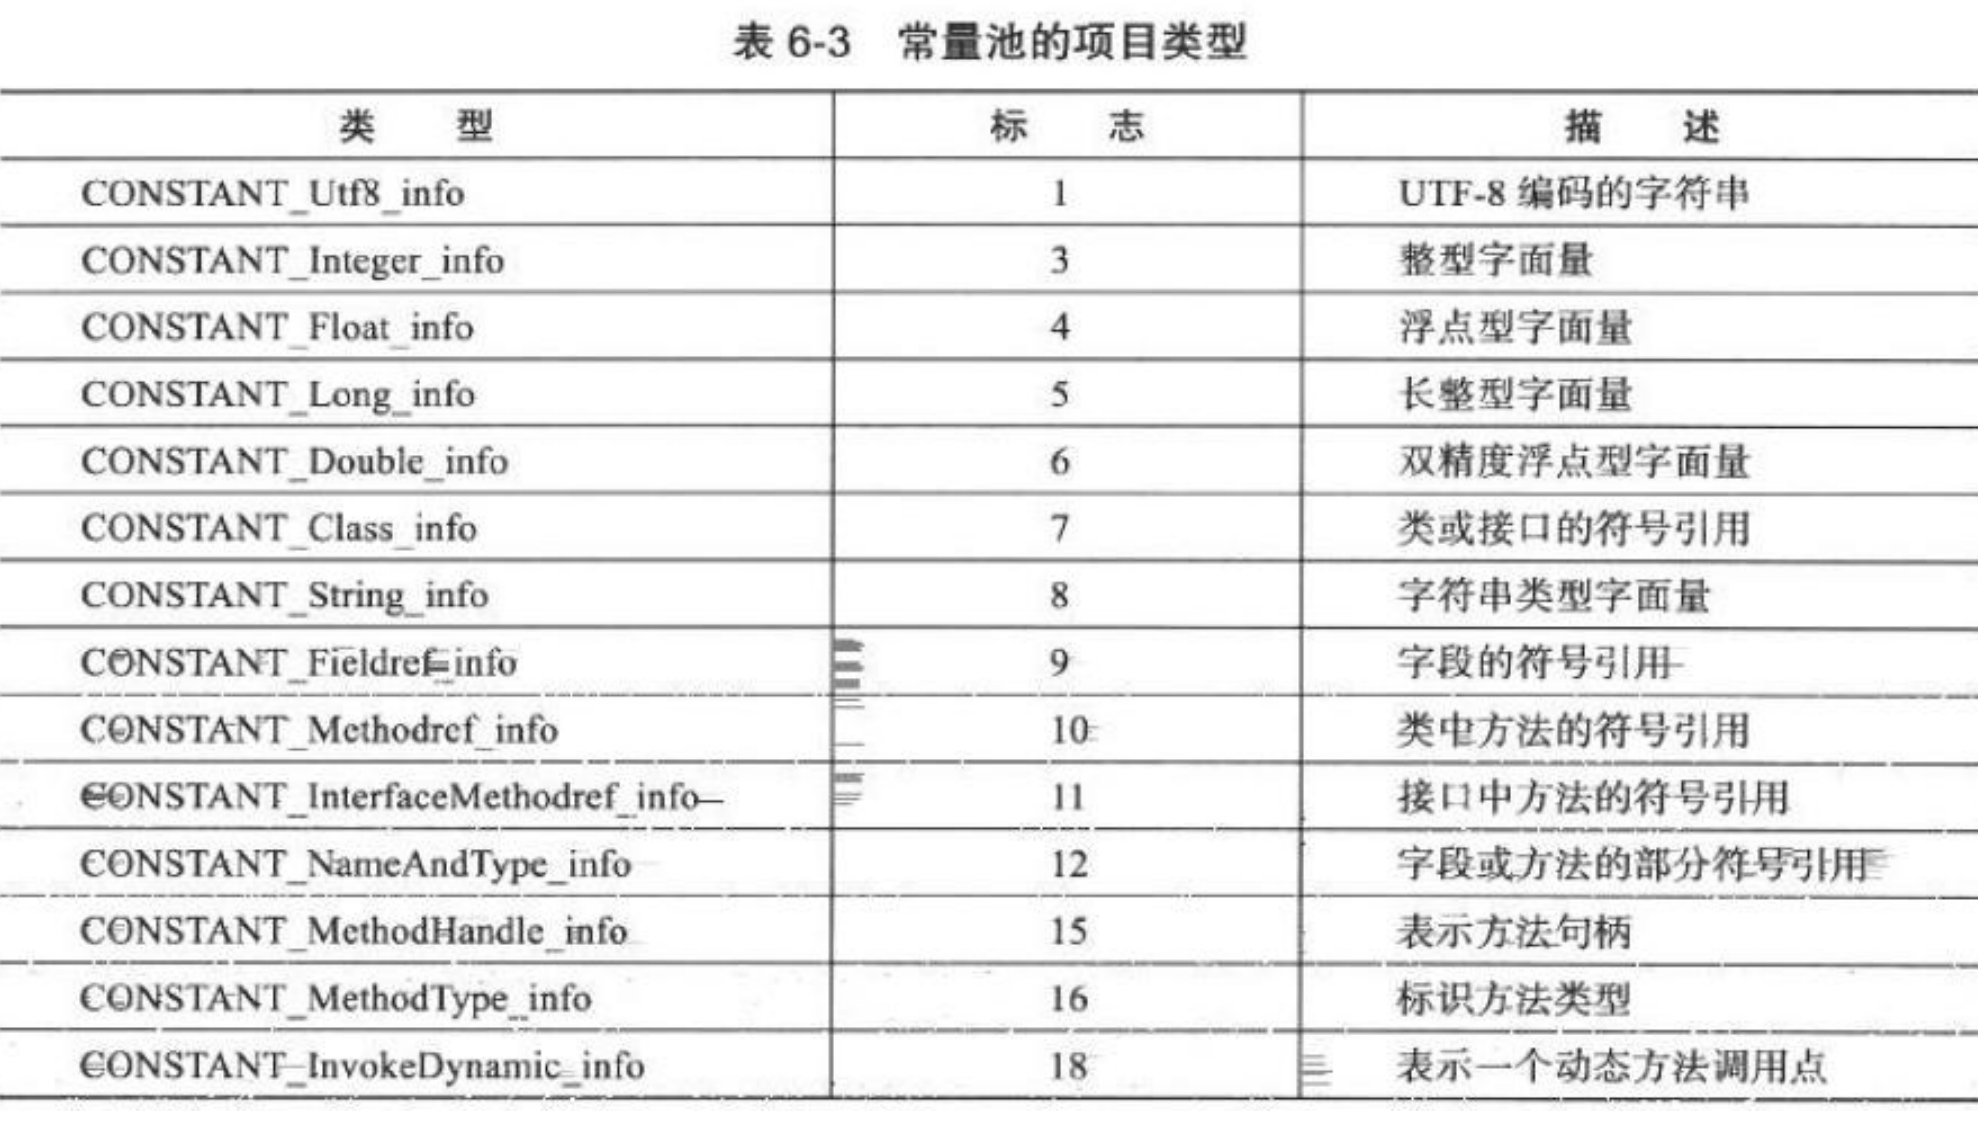 表 6-3 常量池的项目类型
类 型 标 志 描 述
CONSTANT_Utf8_info 1 UTF-8 编码的字符串
CONSTANT_Integer_info 3 整型字面量
CONSTANT_Float_info 4 浮点型字面量
CONSTANT_Long_info 5 长整型字面量
CONSTANT_Double_info 6 双精度浮点型字面量
CONSTANT_Class_info 7 类或接口的符号引用
CONSTANT_String_info 8 字符串类型字面量
CONSTANT_Fieldref_info 9 字段的符号引用
CONSTANT_Methodref_info 10 类中方法的符号引用
CONSTANT_InterfaceMethodref_info 11 接口中方法的符号引用
CONSTANT_NameAndType_info 12 字段或方法的部分符号引用
CONSTANT_MethodHandle_info 15 表示方法句柄
CONSTANT_MethodType_info 16 标识方法类型
CONSTANT_InvokeDynamic_info 18 表示一个动态方法调用点